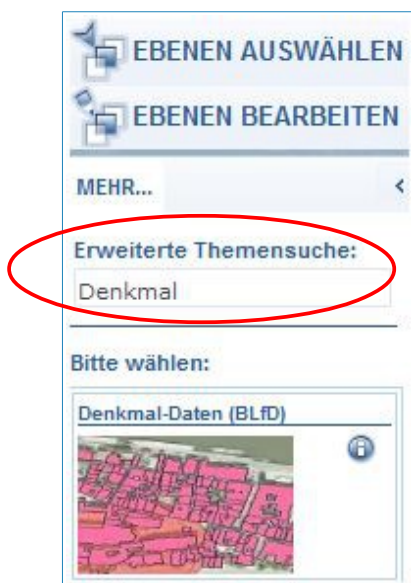 EBENEN AUSWÄHLEN
EBENEN BEARBEITEN
MEHR...
Erweiterte Themensuche:
Denkmal
Bitte wählen:
Denkmal-Daten (BLfD)